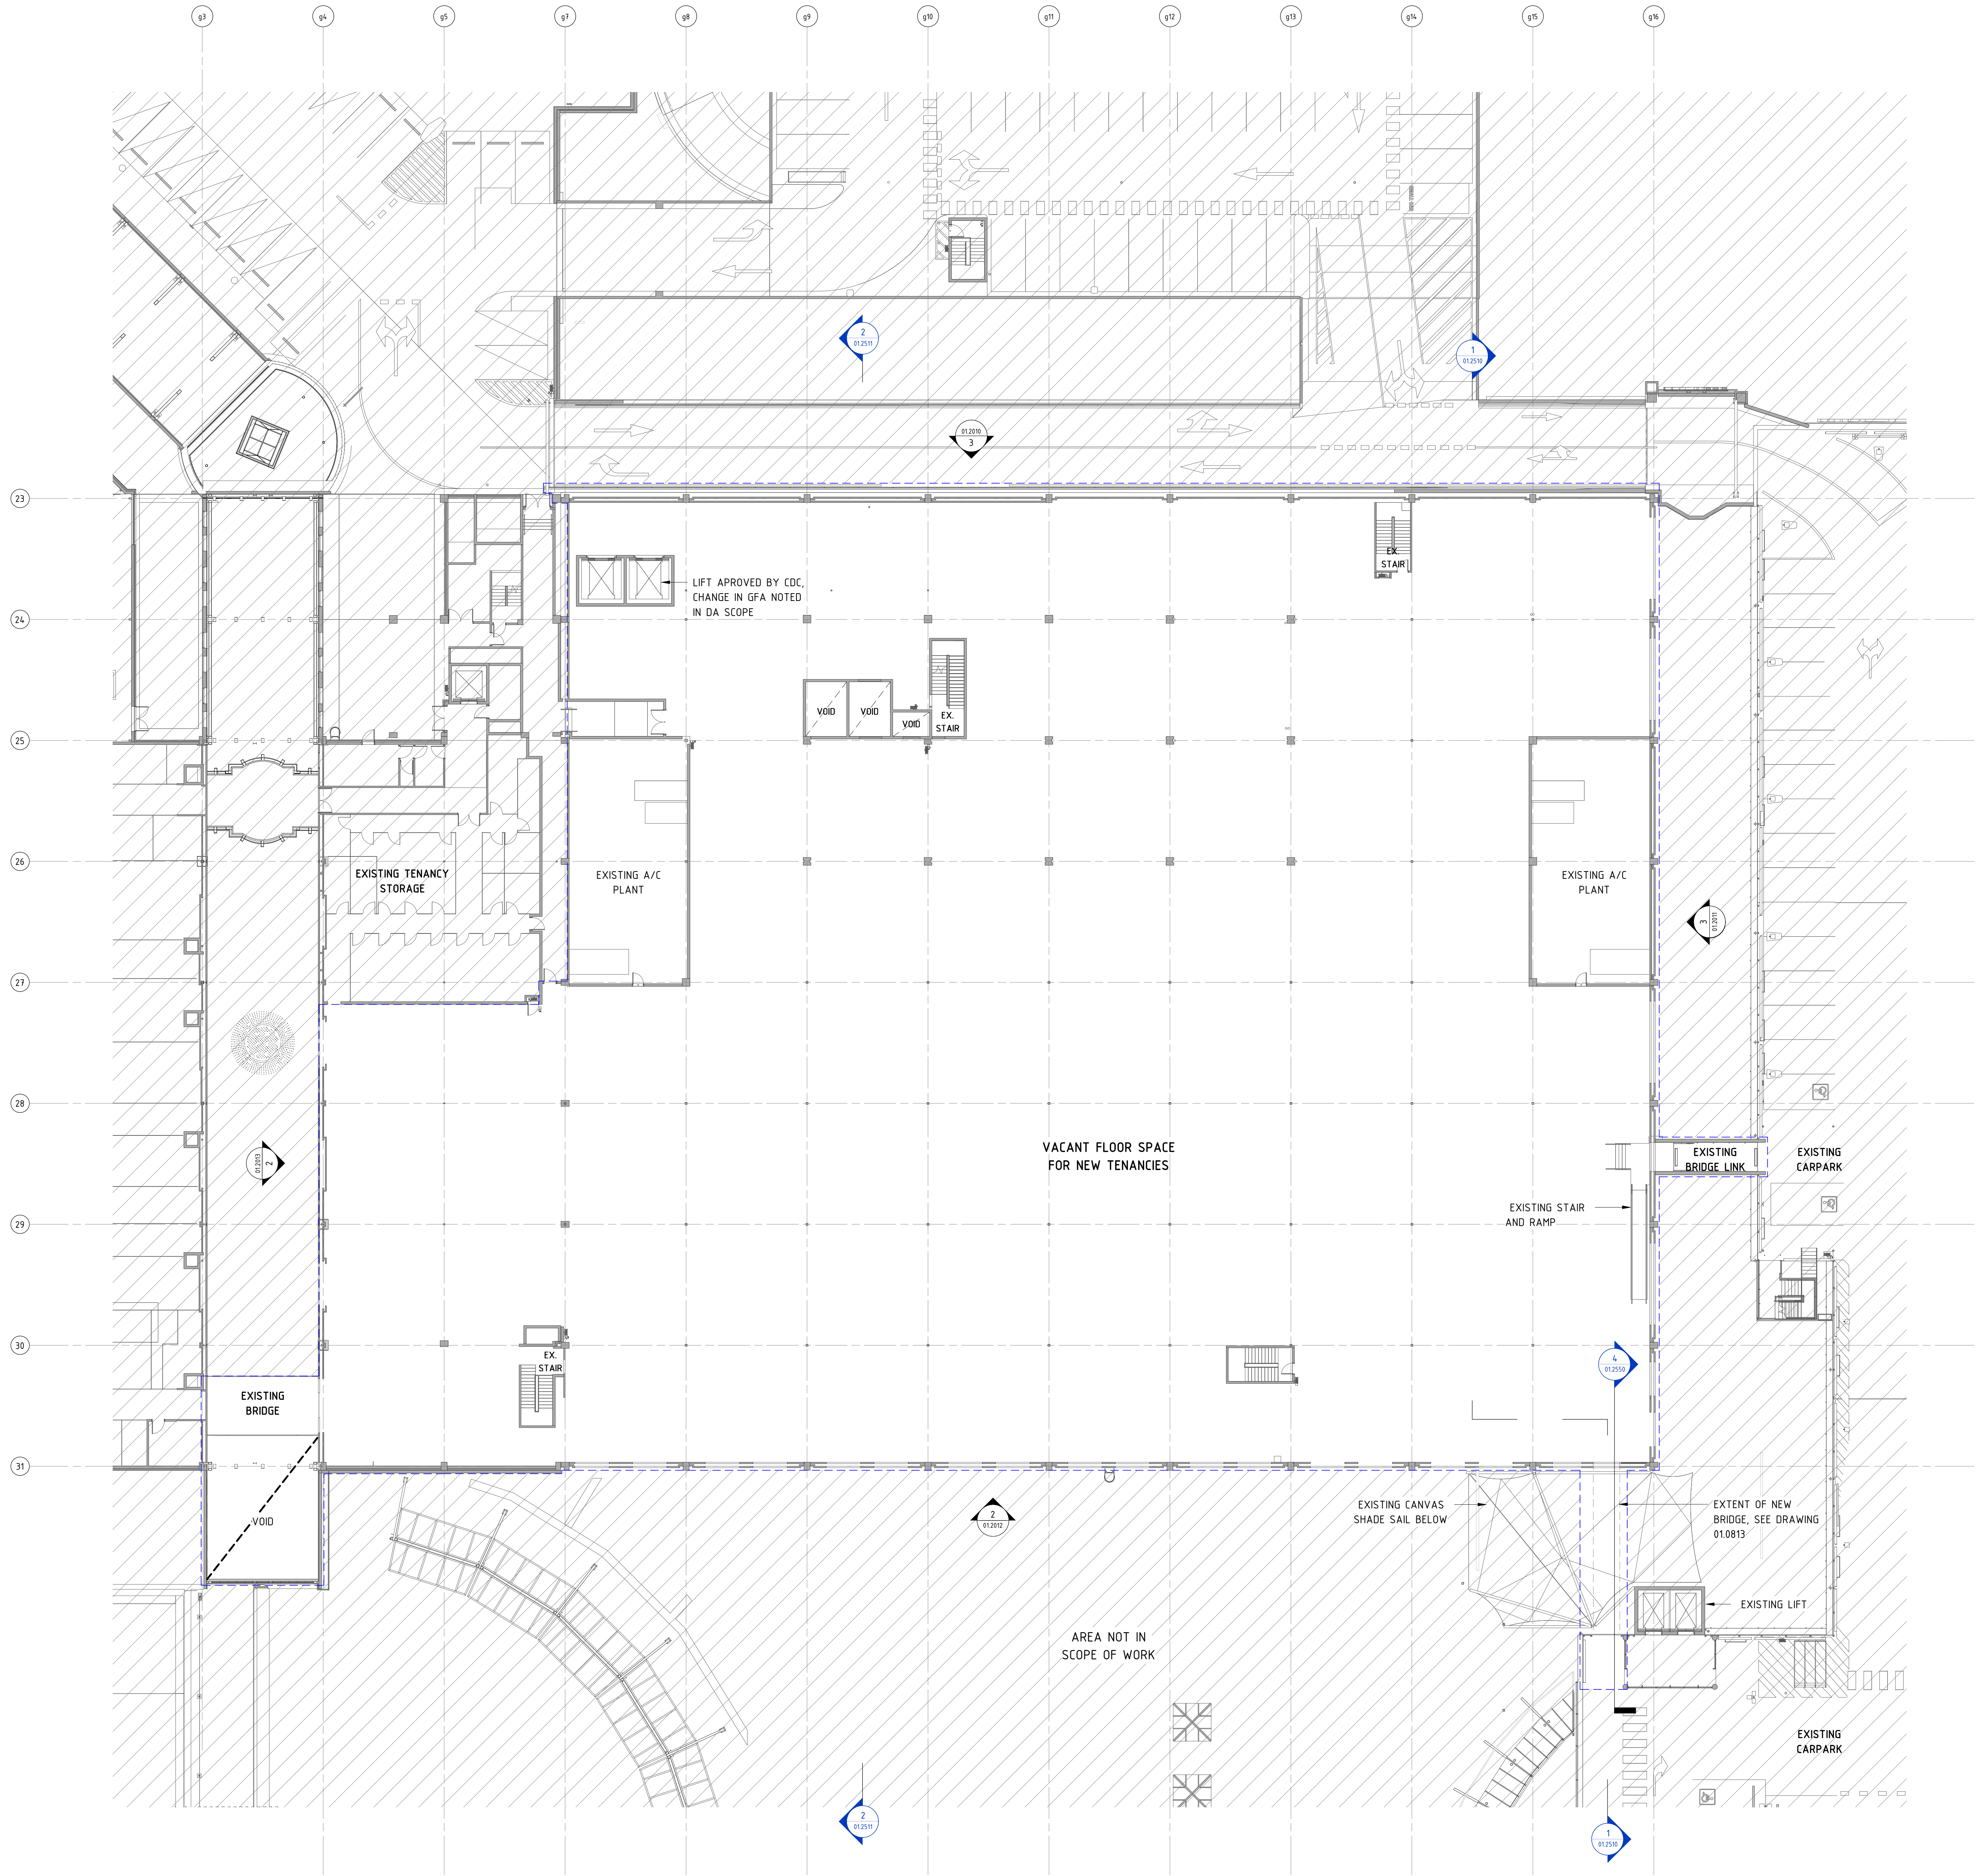 g3 g4 g5 g7 g8 g9 g10 g11 g12 g13 g14 g15 g16
2
01.2511
1
01.2510
01.2010
3
23
EX.
STAIR
LIFT APROVED BY CDC,
CHANGE IN GFA NOTED
IN DA SCOPE
24
VOID
VOID
VOID
EX.
STAIR
25
26
EXISTING TENANCY
STORAGE
EXISTING A/C
PLANT
EXISTING A/C
PLANT
3
01.2011
27
28
2
01.2013
VACANT FLOOR SPACE
FOR NEW TENANCIES
EXISTING
BRIDGE LINK
EXISTING
CARPARK
EXISTING STAIR
AND RAMP
29
30
EX.
STAIR
4
01.2550
EXISTING
BRIDGE
31
VOID
2
01.2012
EXISTING CANVAS
SHADE SAIL BELOW
EXTENT OF NEW
BRIDGE, SEE DRAWING
01.0813
EXISTING LIFT
AREA NOT IN
SCOPE OF WORK
EXISTING
CARPARK
2
01.2511
1
01.2510